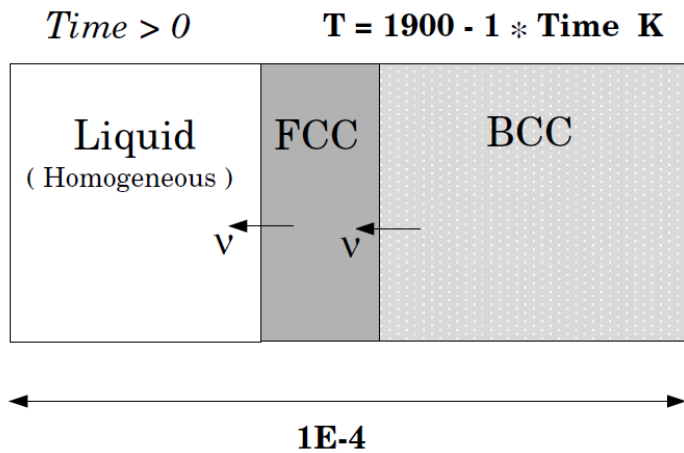 Time > 0 T = 1900 - 1 * Time K
Liquid FCC BCC
( Homogeneous )
ν ν
1E-4